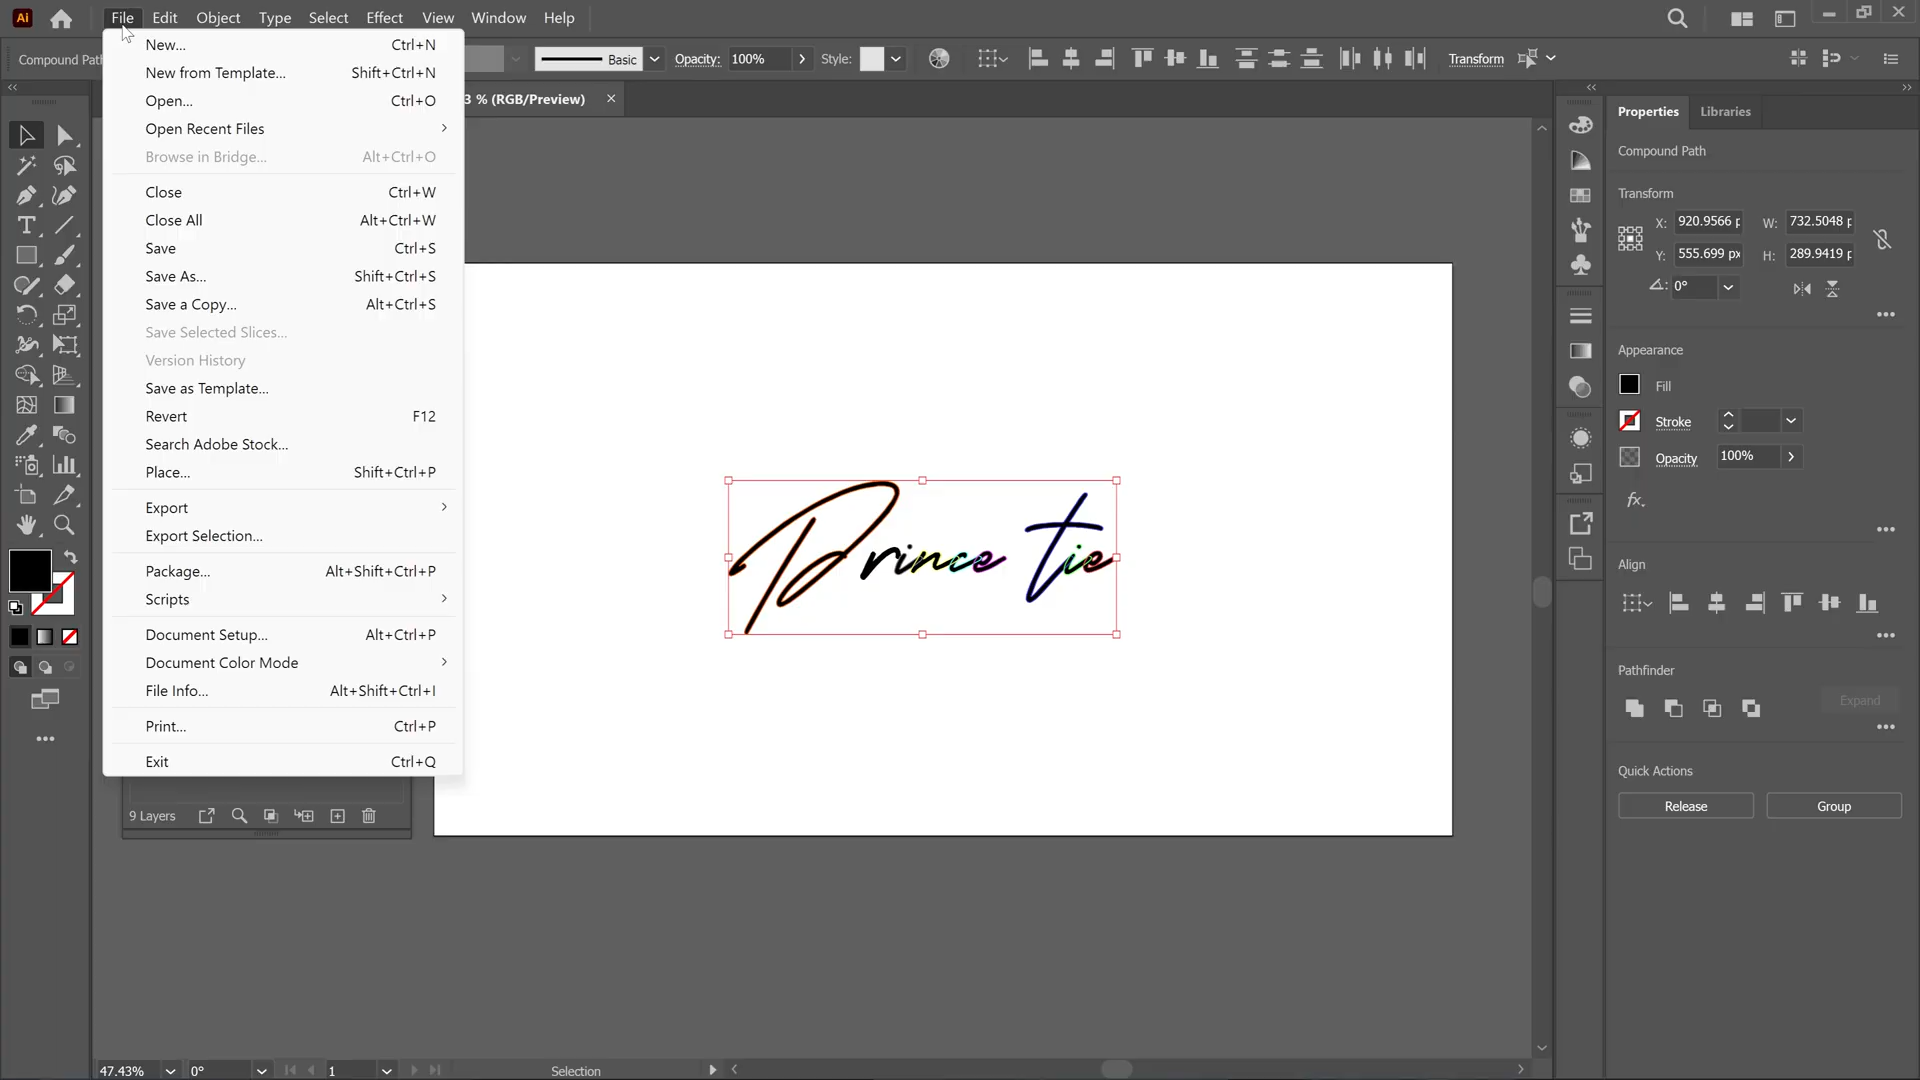 Ai File Edit Object Type Select Effect View Window Help
Compound Path Basic Opacity: 100% Style: Transform
3 % (RGB/Preview)
New... Ctrl+N
New from Template... Shift+Ctrl+N
Open... Ctrl+O
Open Recent Files
Browse in Bridge... Alt+Ctrl+O
Close Ctrl+W
Close All Alt+Ctrl+W
Save Ctrl+S
Save As... Shift+Ctrl+S
Save a Copy... Alt+Ctrl+S
Save Selected Slices...
Version History
Save as Template...
Revert F12
Search Adobe Stock...
Place... Shift+Ctrl+P
Export
Export Selection...
Package... Alt+Shift+Ctrl+P
Scripts
Document Setup... Alt+Ctrl+P
Document Color Mode
File Info... Alt+Shift+Ctrl+I
Print... Ctrl+P
Exit Ctrl+Q
9 Layers
Prince tie
Properties Libraries
Compound Path
Transform
X: 920.9566 p W: 732.5048 p
Y: 555.699 px H: 289.9419 p
0°
Appearance
Fill
Stroke
Opacity 100%
fx
Align
Pathfinder
Expand
Quick Actions
Release Group
47.43% 0° 1 Selection